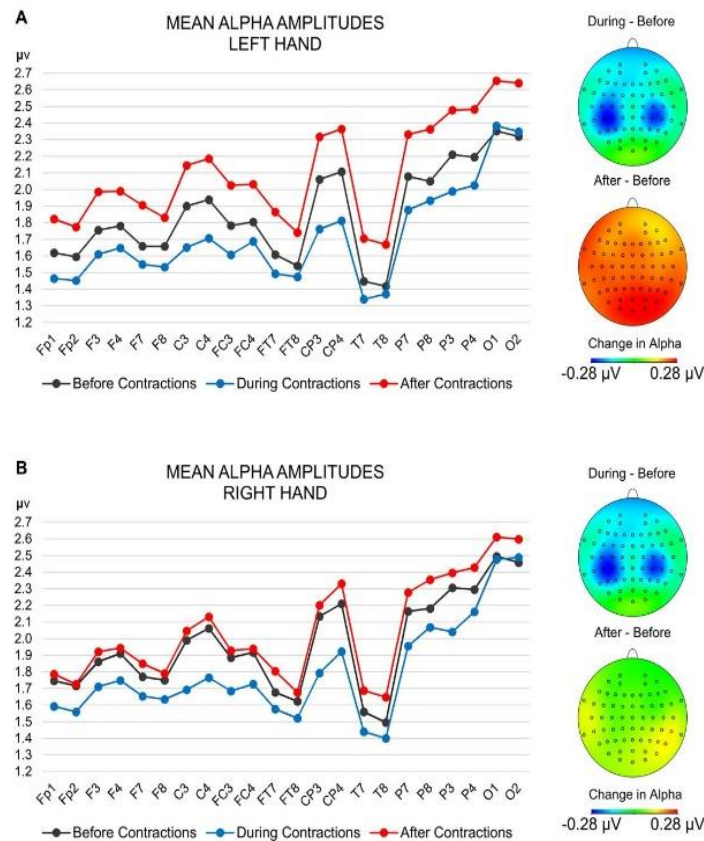 A
MEAN ALPHA AMPLITUDES
LEFT HAND
µv
2.7
2.6
2.5
2.4
2.3
2.2
2.1
2.0
1.9
1.8
1.7
1.6
1.5
1.4
1.3
1.2
Fp1 Fp2 F3 F4 F7 F8 C3 C4 FC3 FC4 FT7 FT8 CP3 CP4 T7 T8 P7 P8 P3 P4 O1 O2
Before Contractions During Contractions After Contractions
During - Before
After - Before
Change in Alpha
-0.28 µV 0.28 µV
B
MEAN ALPHA AMPLITUDES
RIGHT HAND
µv
2.7
2.6
2.5
2.4
2.3
2.2
2.1
2.0
1.9
1.8
1.7
1.6
1.5
1.4
1.3
1.2
Fp1 Fp2 F3 F4 F7 F8 C3 C4 FC3 FC4 FT7 FT8 CP3 CP4 T7 T8 P7 P8 P3 P4 O1 O2
Before Contractions During Contractions After Contractions
During - Before
After - Before
Change in Alpha
-0.28 µV 0.28 µV